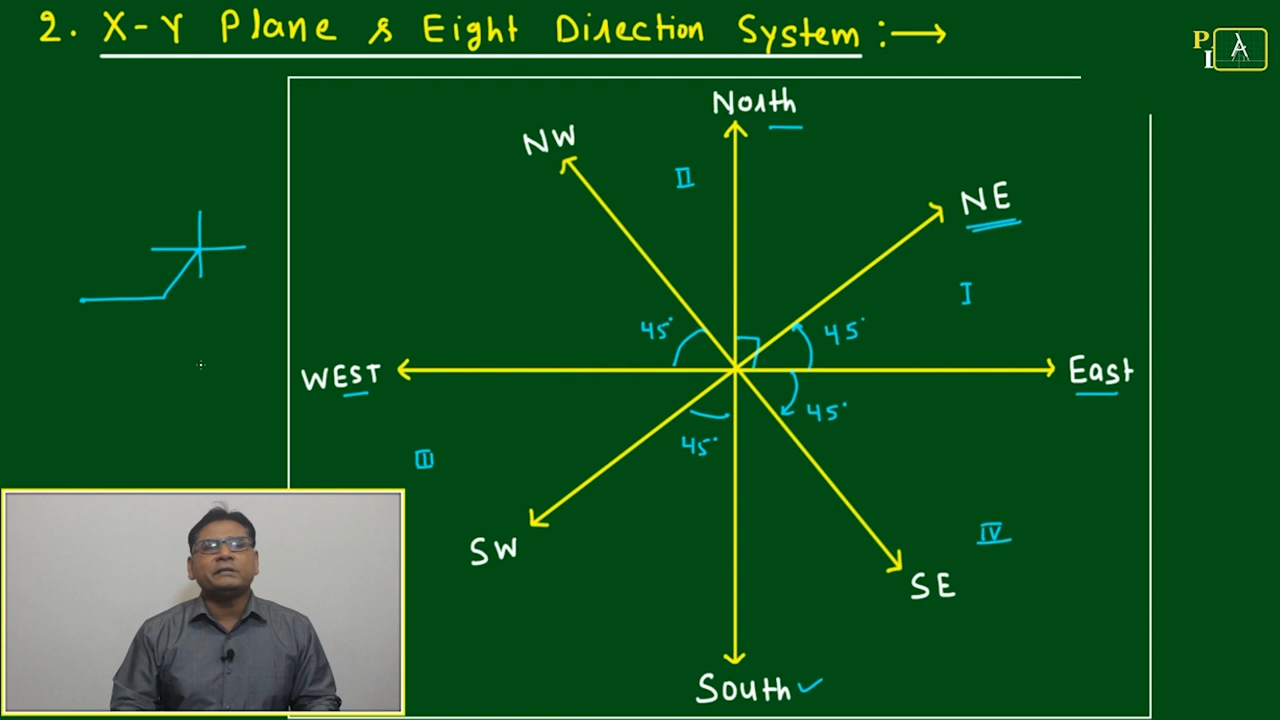 2. X-Y Plane & Eight Direction System :→
P
I A
North
NW
II
NE
I
45°
45°
WEST
East
45°
45°
III
IV
SW
SE
South ✓